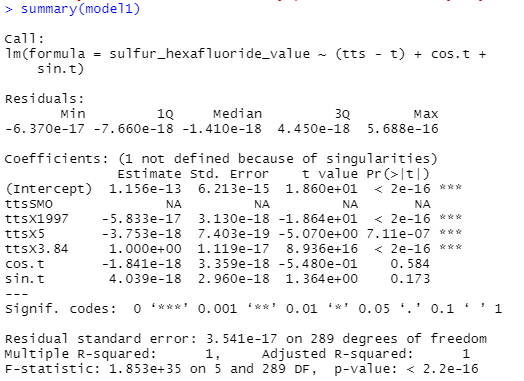 > summary(model1)
Call:
lm(formula = sulfur_hexafluoride_value ~ (tts - t) + cos.t +
    sin.t)
Residuals:
       Min         1Q     Median         3Q        Max
-6.370e-17 -7.660e-18 -1.410e-18  4.450e-18  5.688e-16
Coefficients: (1 not defined because of singularities)
              Estimate Std. Error    t value Pr(>|t|)
(Intercept)  1.156e-13  6.213e-15  1.860e+01  < 2e-16 ***
ttsSMO              NA         NA         NA       NA
ttsX1997    -5.833e-17  3.130e-18 -1.864e+01  < 2e-16 ***
ttsX5       -3.753e-18  7.403e-19 -5.070e+00 7.11e-07 ***
ttsX3.84     1.000e+00  1.119e-17  8.936e+16  < 2e-16 ***
cos.t       -1.841e-18  3.359e-18 -5.480e-01    0.584
sin.t        4.039e-18  2.960e-18  1.364e+00    0.173
---
Signif. codes:  0 ‘***’ 0.001 ‘**’ 0.01 ‘*’ 0.05 ‘.’ 0.1 ‘ ’ 1
Residual standard error: 3.541e-17 on 289 degrees of freedom
Multiple R-squared:      1,	Adjusted R-squared:      1
F-statistic: 1.853e+35 on 5 and 289 DF,  p-value: < 2.2e-16